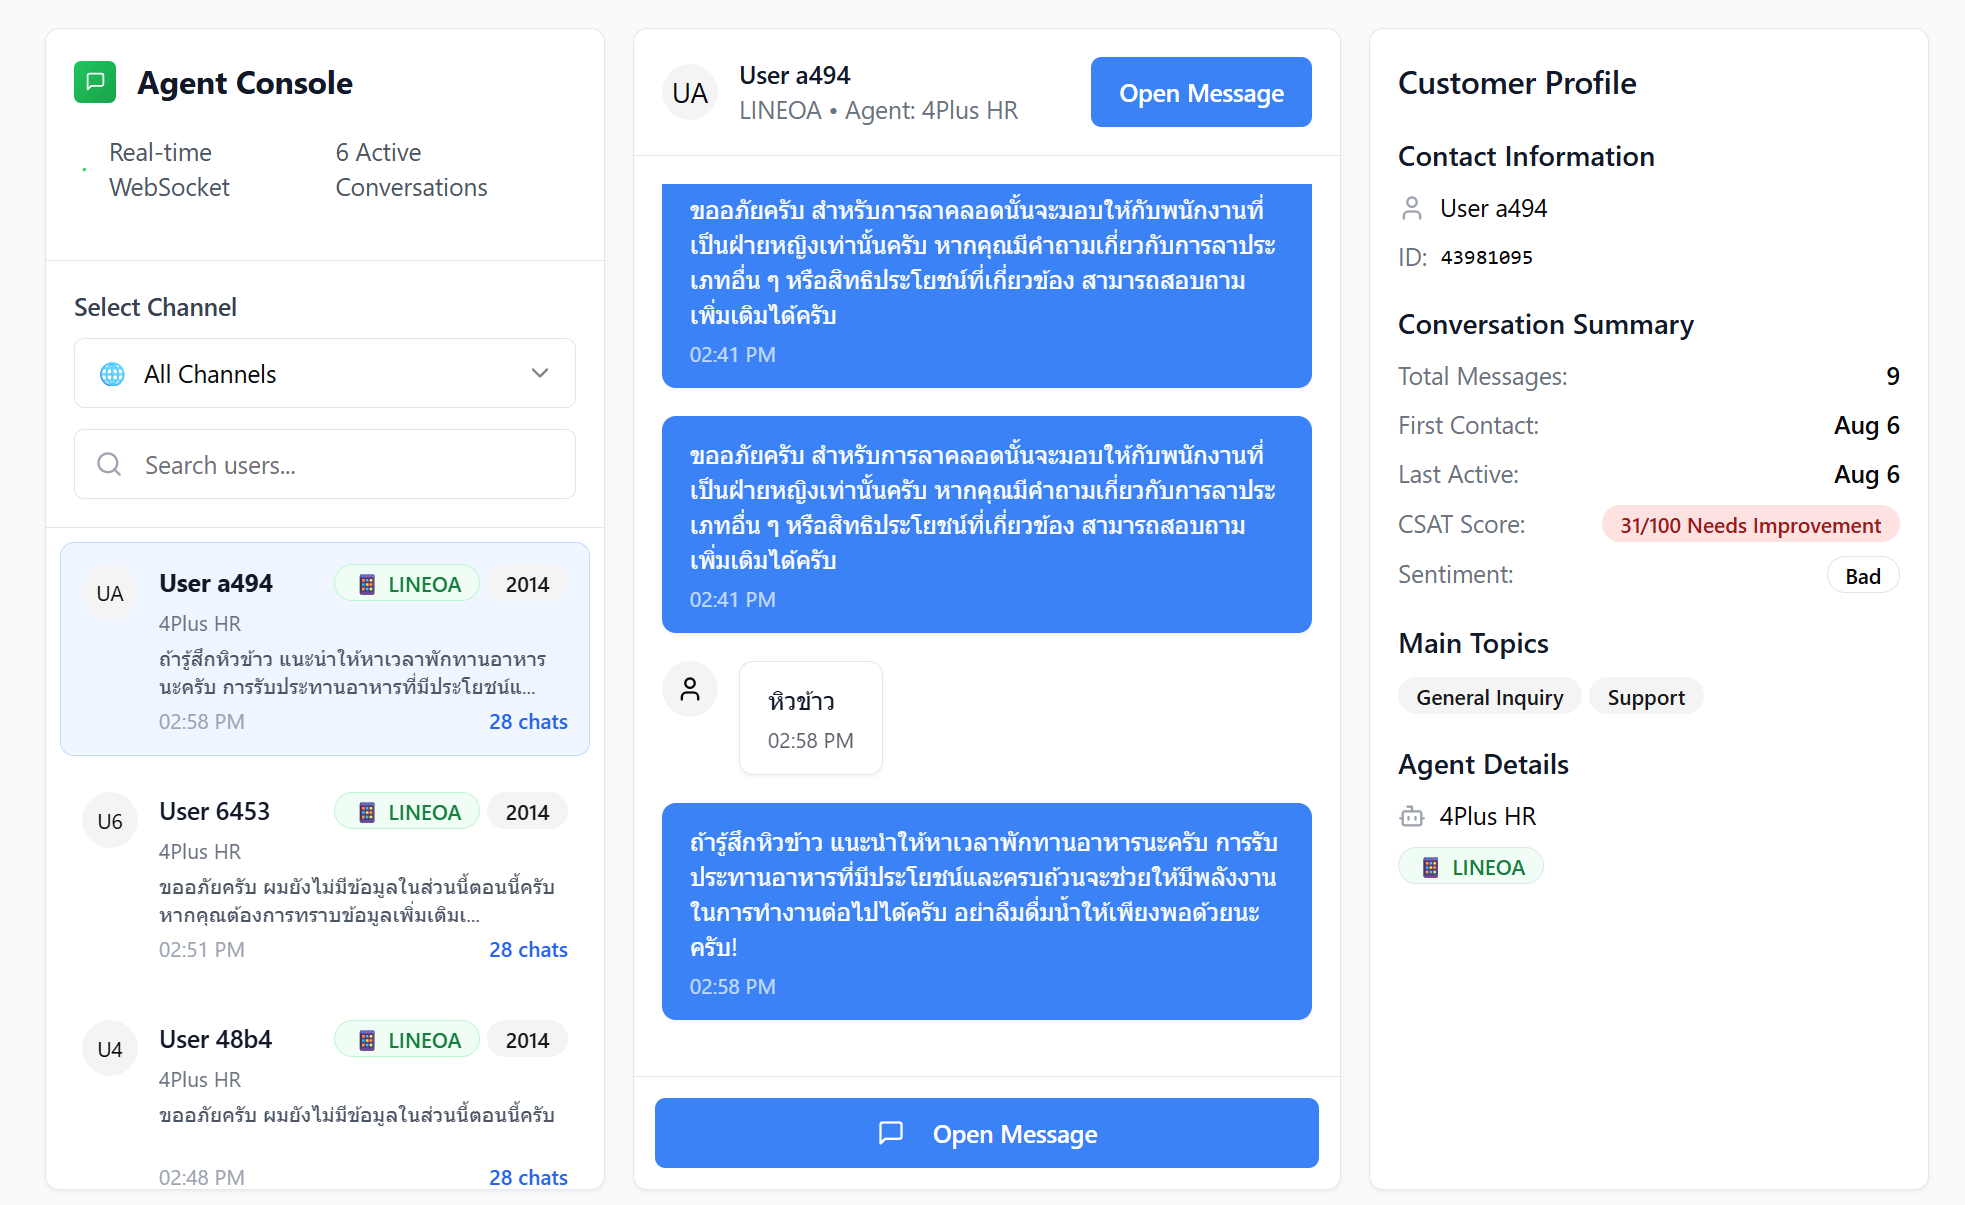 Agent Console
Real-time
WebSocket
6 Active
Conversations
Select Channel
All Channels
Search users...
UA
User a494
LINEOA
2014
4Plus HR
ถ้ารู้สึกหิวข้าว แนะนำให้หาเวลาพักทานอาหาร
นะครับ การรับประทานอาหารที่มีประโยชน์แ...
02:58 PM
28 chats
U6
User 6453
LINEOA
2014
4Plus HR
ขออภัยครับ ผมยังไม่มีข้อมูลในส่วนนี้ตอนนี้ครับ
หากคุณต้องการทราบข้อมูลเพิ่มเติมเ...
02:51 PM
28 chats
U4
User 48b4
LINEOA
2014
4Plus HR
ขออภัยครับ ผมยังไม่มีข้อมูลในส่วนนี้ตอนนี้ครับ
02:48 PM
28 chats
UA
User a494
LINEOA • Agent: 4Plus HR
Open Message
ขออภัยครับ สำหรับการลาคลอดนั้นจะมอบให้กับพนักงานที่
เป็นฝ่ายหญิงเท่านั้นครับ หากคุณมีคำถามเกี่ยวกับการลาประ
เภทอื่น ๆ หรือสิทธิประโยชน์ที่เกี่ยวข้อง สามารถสอบถาม
เพิ่มเติมได้ครับ
02:41 PM
ขออภัยครับ สำหรับการลาคลอดนั้นจะมอบให้กับพนักงานที่
เป็นฝ่ายหญิงเท่านั้นครับ หากคุณมีคำถามเกี่ยวกับการลาประ
เภทอื่น ๆ หรือสิทธิประโยชน์ที่เกี่ยวข้อง สามารถสอบถาม
เพิ่มเติมได้ครับ
02:41 PM
หิวข้าว
02:58 PM
ถ้ารู้สึกหิวข้าว แนะนำให้หาเวลาพักทานอาหารนะครับ การรับ
ประทานอาหารที่มีประโยชน์และครบถ้วนจะช่วยให้มีพลังงาน
ในการทำงานต่อไปได้ครับ อย่าลืมดื่มน้ำให้เพียงพอด้วยนะ
ครับ!
02:58 PM
Open Message
Customer Profile
Contact Information
User a494
ID: 43981095
Conversation Summary
Total Messages: 9
First Contact: Aug 6
Last Active: Aug 6
CSAT Score: 31/100 Needs Improvement
Sentiment: Bad
Main Topics
General Inquiry
Support
Agent Details
4Plus HR
LINEOA